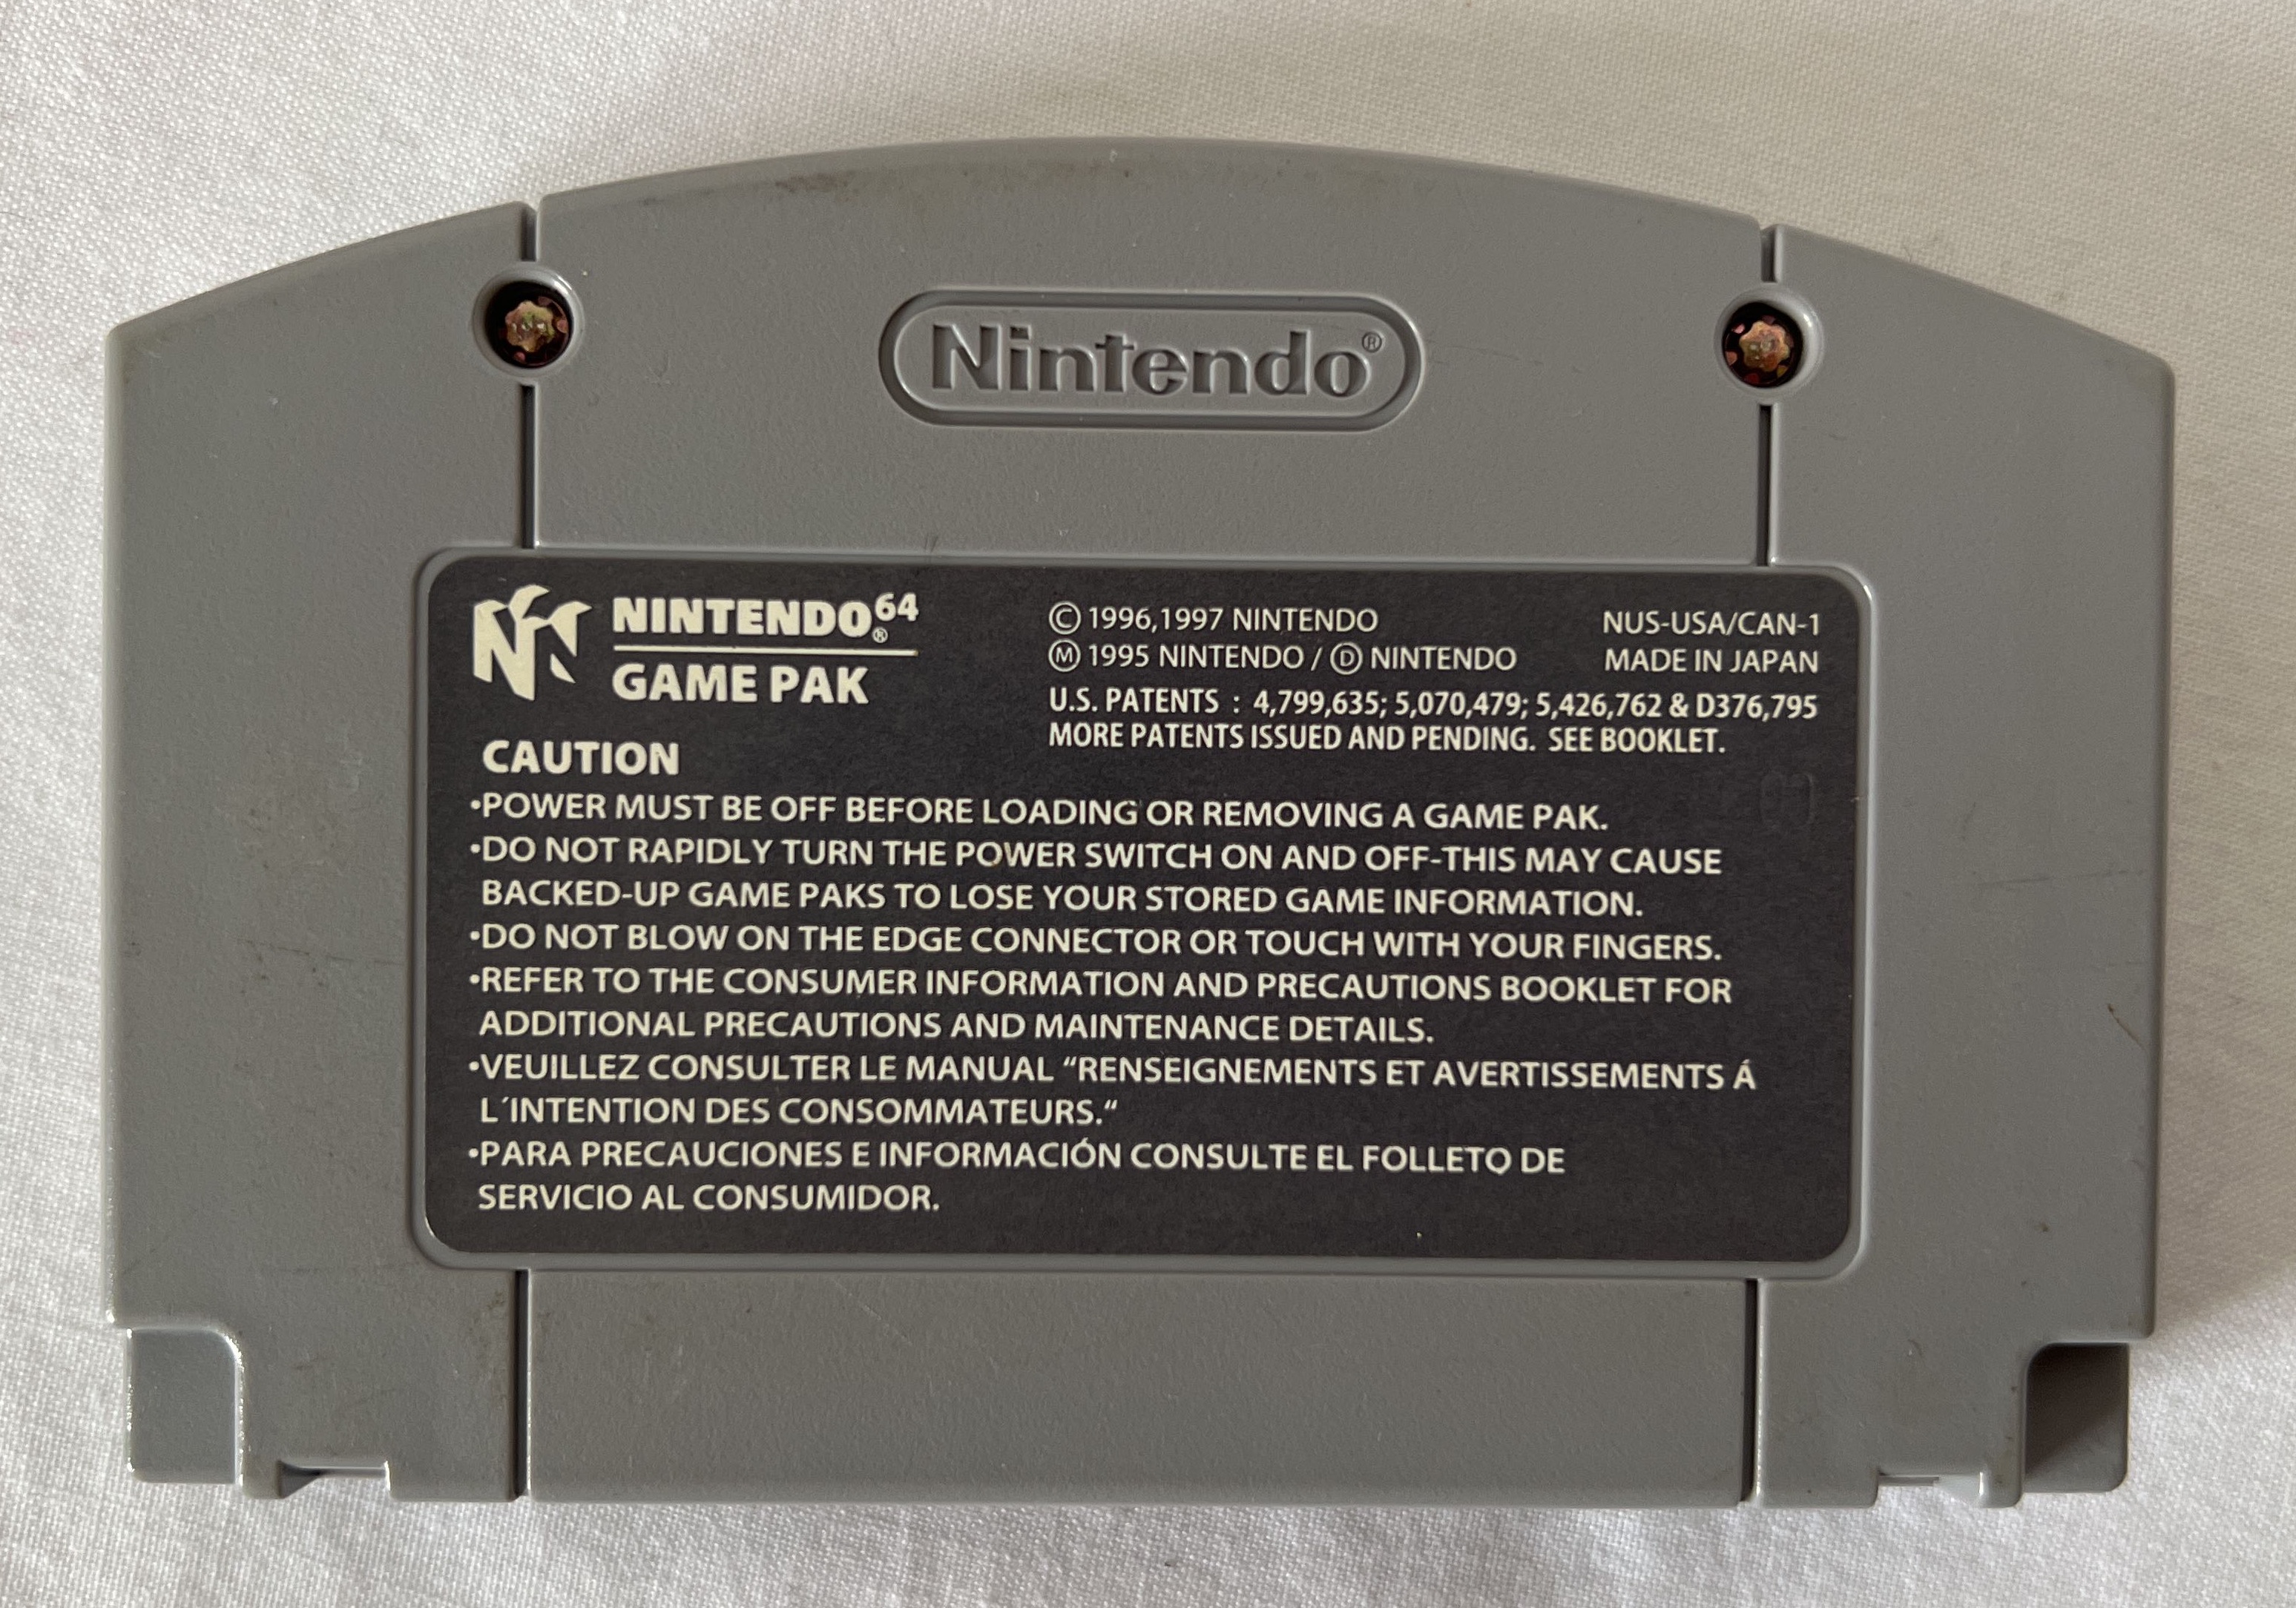 Nintendo®
NINTENDO64®
GAME PAK
Ⓒ 1996,1997 NINTENDO
Ⓜ 1995 NINTENDO / Ⓓ NINTENDO
NUS-USA/CAN-1
MADE IN JAPAN
U.S. PATENTS : 4,799,635; 5,070,479; 5,426,762 & D376,795
MORE PATENTS ISSUED AND PENDING. SEE BOOKLET.
CAUTION
•POWER MUST BE OFF BEFORE LOADING OR REMOVING A GAME PAK.
•DO NOT RAPIDLY TURN THE POWER SWITCH ON AND OFF-THIS MAY CAUSE
BACKED-UP GAME PAKS TO LOSE YOUR STORED GAME INFORMATION.
•DO NOT BLOW ON THE EDGE CONNECTOR OR TOUCH WITH YOUR FINGERS.
•REFER TO THE CONSUMER INFORMATION AND PRECAUTIONS BOOKLET FOR
ADDITIONAL PRECAUTIONS AND MAINTENANCE DETAILS.
•VEUILLEZ CONSULTER LE MANUAL “RENSEIGNEMENTS ET AVERTISSEMENTS Á
L´INTENTION DES CONSOMMATEURS.“
•PARA PRECAUCIONES E INFORMACIÓN CONSULTE EL FOLLETO DE
SERVICIO AL CONSUMIDOR.